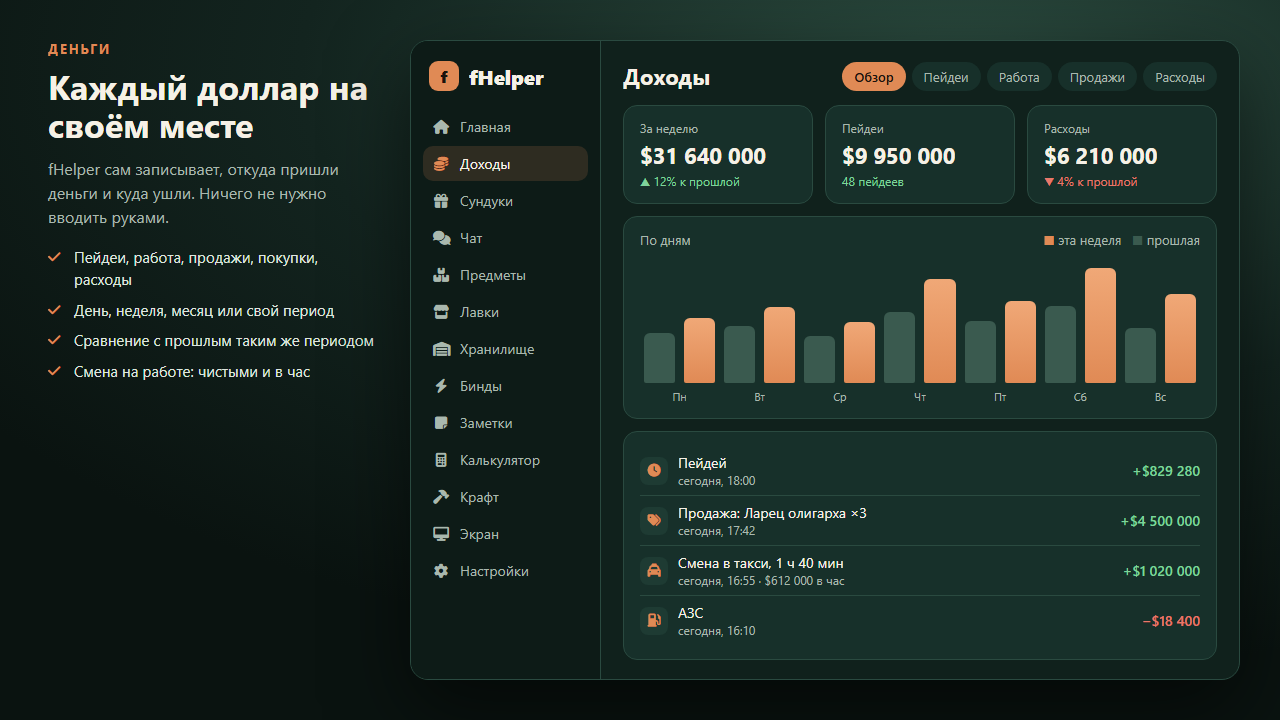 ДЕНЬГИ
Каждый доллар на
своём месте
fHelper сам записывает, откуда пришли
деньги и куда ушли. Ничего не нужно
вводить руками.
Пейдеи, работа, продажи, покупки,
расходы
День, неделя, месяц или свой период
Сравнение с прошлым таким же периодом
Смена на работе: чистыми и в час
f fHelper
Главная
Доходы
Сундуки
Чат
Предметы
Лавки
Хранилище
Бинды
Заметки
Калькулятор
Крафт
Экран
Настройки
Доходы
Обзор Пейдеи Работа Продажи Расходы
За неделю
$31 640 000
▲ 12% к прошлой
Пейдеи
$9 950 000
48 пейдеев
Расходы
$6 210 000
▼ 4% к прошлой
По дням
эта неделя прошлая
Пн Вт Ср Чт Пт Сб Вс
Пейдей
сегодня, 18:00
+$829 280
Продажа: Ларец олигарха ×3
сегодня, 17:42
+$4 500 000
Смена в такси, 1 ч 40 мин
сегодня, 16:55 · $612 000 в час
+$1 020 000
АЗС
сегодня, 16:10
−$18 400